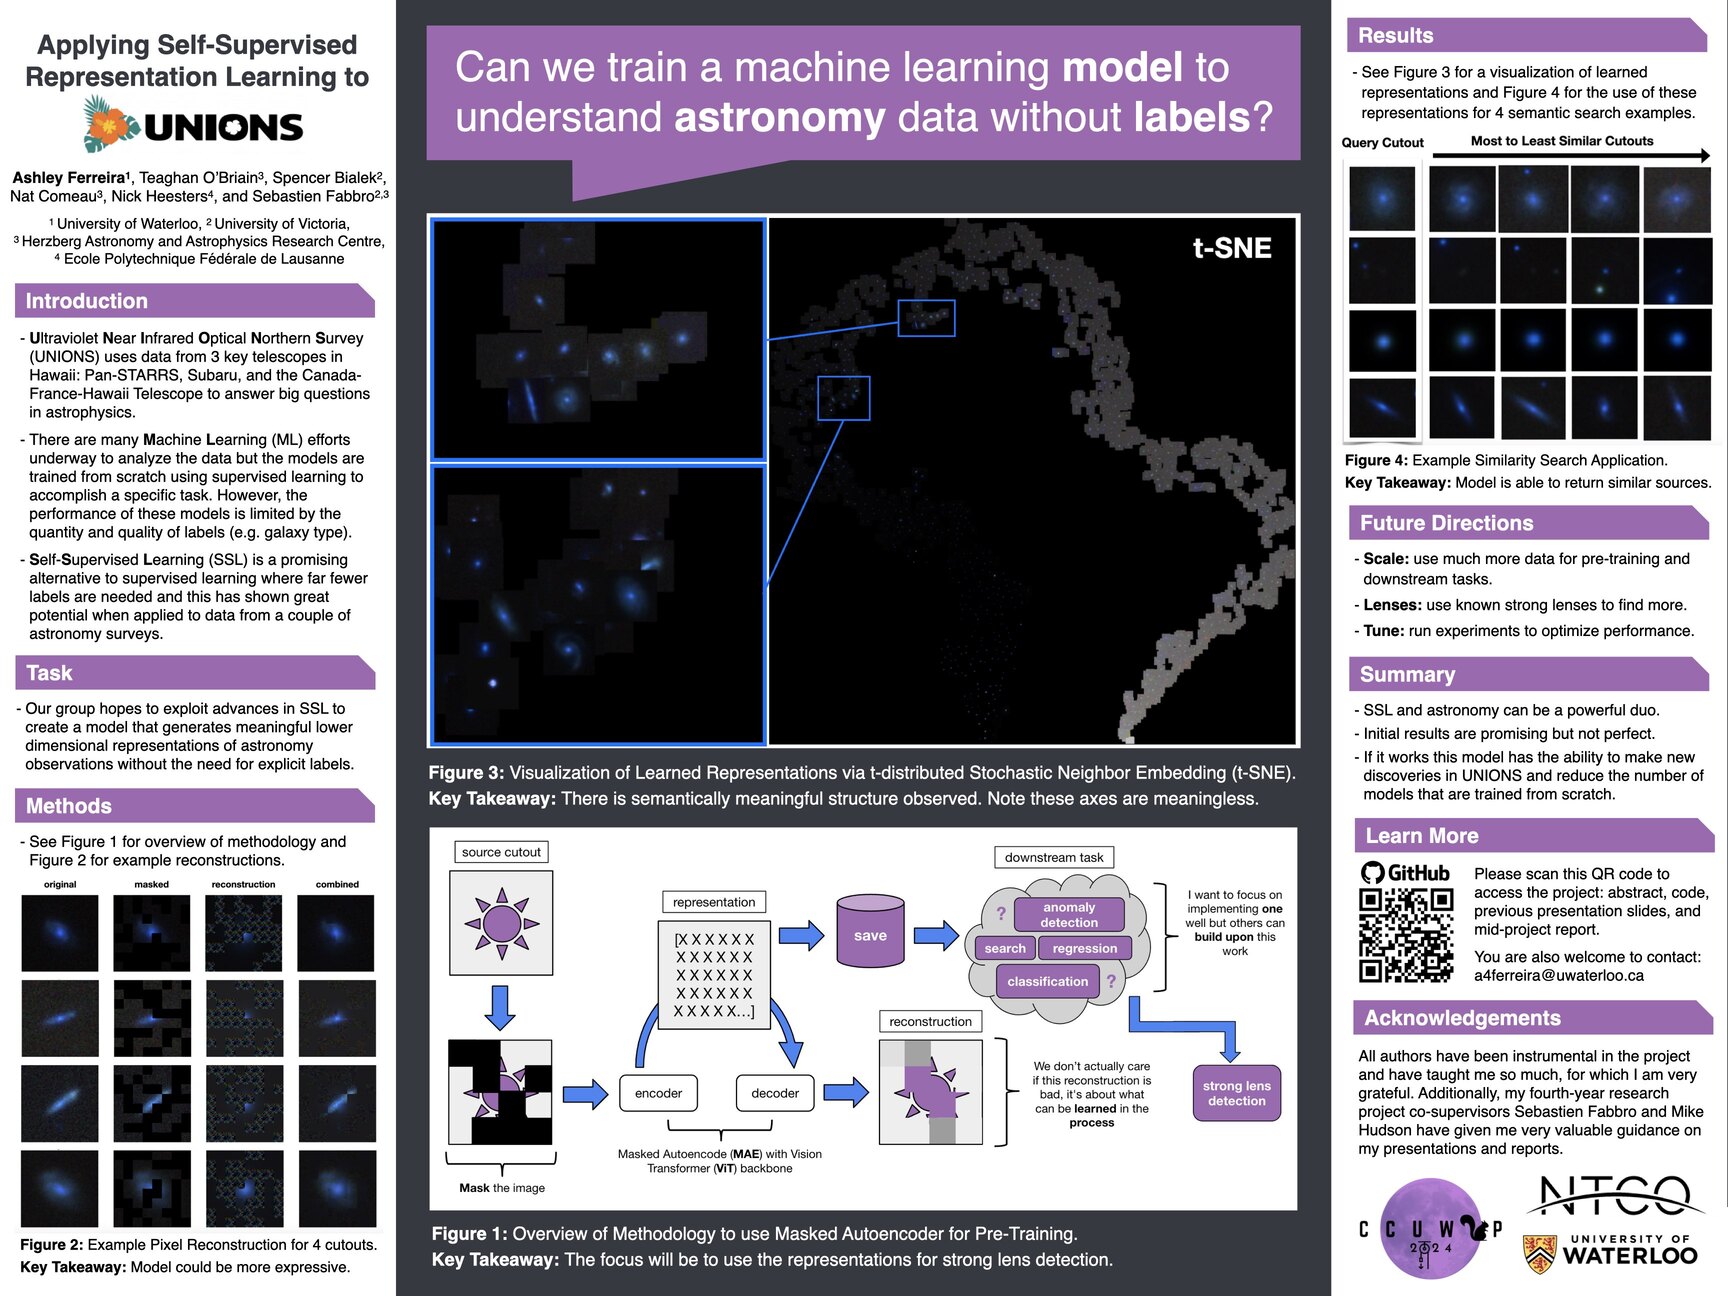 Applying Self-Supervised
Representation Learning to
UNIONS
Ashley Ferreira¹, Teaghan O'Briain³, Spencer Bialek²,
Nat Comeau³, Nick Heesters⁴, and Sebastien Fabbro²,³
¹ University of Waterloo, ² University of Victoria,
³ Herzberg Astronomy and Astrophysics Research Centre,
⁴ Ecole Polytechnique Fédérale de Lausanne
Introduction
- Ultraviolet Near Infrared Optical Northern Survey
(UNIONS) uses data from 3 key telescopes in
Hawaii: Pan-STARRS, Subaru, and the Canada-
France-Hawaii Telescope to answer big questions
in astrophysics.
- There are many Machine Learning (ML) efforts
underway to analyze the data but the models are
trained from scratch using supervised learning to
accomplish a specific task. However, the
performance of these models is limited by the
quantity and quality of labels (e.g. galaxy type).
- Self-Supervised Learning (SSL) is a promising
alternative to supervised learning where far fewer
labels are needed and this has shown great
potential when applied to data from a couple of
astronomy surveys.
Task
- Our group hopes to exploit advances in SSL to
create a model that generates meaningful lower
dimensional representations of astronomy
observations without the need for explicit labels.
Methods
- See Figure 1 for overview of methodology and
Figure 2 for example reconstructions.
original masked reconstruction combined
Figure 2: Example Pixel Reconstruction for 4 cutouts.
Key Takeaway: Model could be more expressive.
Can we train a machine learning model to
understand astronomy data without labels?
t-SNE
Figure 3: Visualization of Learned Representations via t-distributed Stochastic Neighbor Embedding (t-SNE).
Key Takeaway: There is semantically meaningful structure observed. Note these axes are meaningless.
source cutout
Mask the image
representation
[X X X X X X
X X X X X X
X X X X X X
X X X X X X
X X X X X...]
encoder
decoder
Masked Autoencode (MAE) with Vision
Transformer (ViT) backbone
save
downstream task
? anomaly
detection
search regression
classification ?
I want to focus on
implementing one
well but others can
build upon this
work
reconstruction
We don't actually care
if this reconstruction is
bad, it's about what
can be learned in the
process
strong lens
detection
Figure 1: Overview of Methodology to use Masked Autoencoder for Pre-Training.
Key Takeaway: The focus will be to use the representations for strong lens detection.
Results
- See Figure 3 for a visualization of learned
representations and Figure 4 for the use of these
representations for 4 semantic search examples.
Query Cutout Most to Least Similar Cutouts
Figure 4: Example Similarity Search Application.
Key Takeaway: Model is able to return similar sources.
Future Directions
- Scale: use much more data for pre-training and
downstream tasks.
- Lenses: use known strong lenses to find more.
- Tune: run experiments to optimize performance.
Summary
- SSL and astronomy can be a powerful duo.
- Initial results are promising but not perfect.
- If it works this model has the ability to make new
discoveries in UNIONS and reduce the number of
models that are trained from scratch.
Learn More
GitHub
Please scan this QR code to
access the project: abstract, code,
previous presentation slides, and
mid-project report.
You are also welcome to contact:
a4ferreira@uwaterloo.ca
Acknowledgements
All authors have been instrumental in the project
and have taught me so much, for which I am very
grateful. Additionally, my fourth-year research
project co-supervisors Sebastien Fabbro and Mike
Hudson have given me very valuable guidance on
my presentations and reports.
CCUW P
2024
NTCO
UNIVERSITY OF
WATERLOO